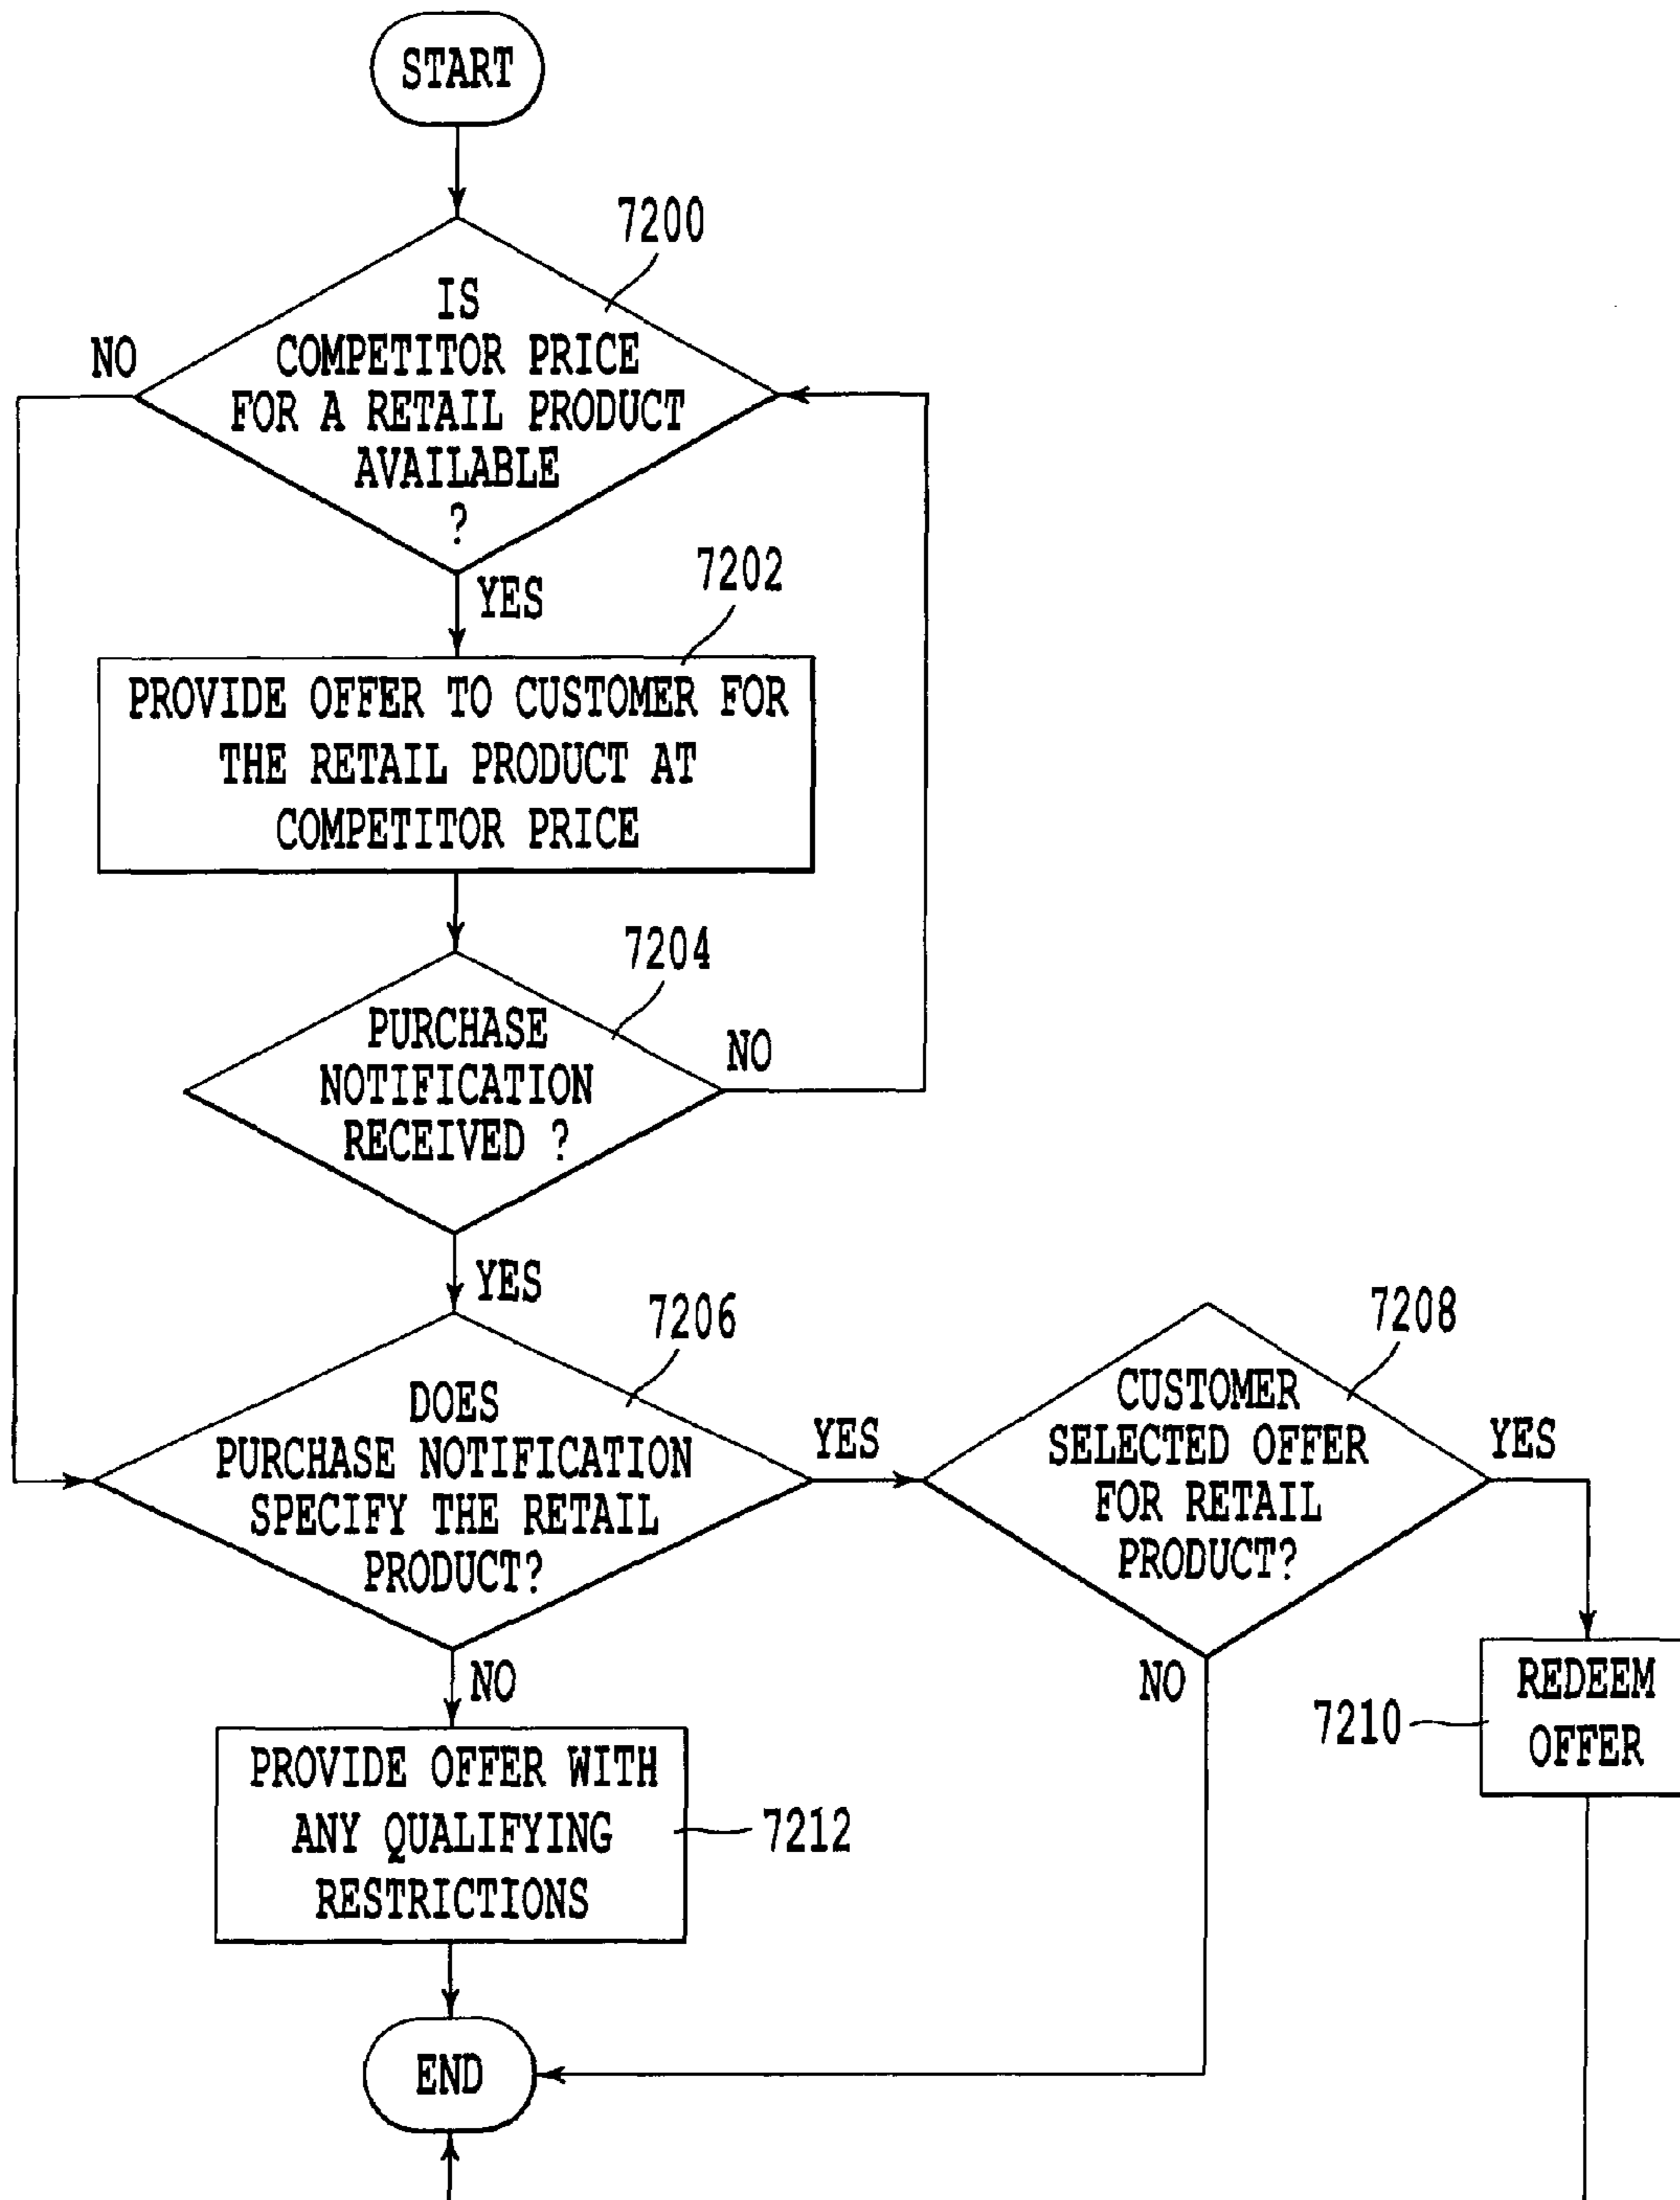 START
7200
IS
COMPETITOR PRICE
FOR A RETAIL PRODUCT
AVAILABLE
?
NO
YES
7202
PROVIDE OFFER TO CUSTOMER FOR
THE RETAIL PRODUCT AT
COMPETITOR PRICE
7204
PURCHASE
NOTIFICATION
RECEIVED ?
NO
YES
7206
DOES
PURCHASE NOTIFICATION
SPECIFY THE RETAIL
PRODUCT?
YES
7208
CUSTOMER
SELECTED OFFER
FOR RETAIL
PRODUCT?
YES
NO
NO
7210
REDEEM
OFFER
PROVIDE OFFER WITH
ANY QUALIFYING
RESTRICTIONS
7212
END